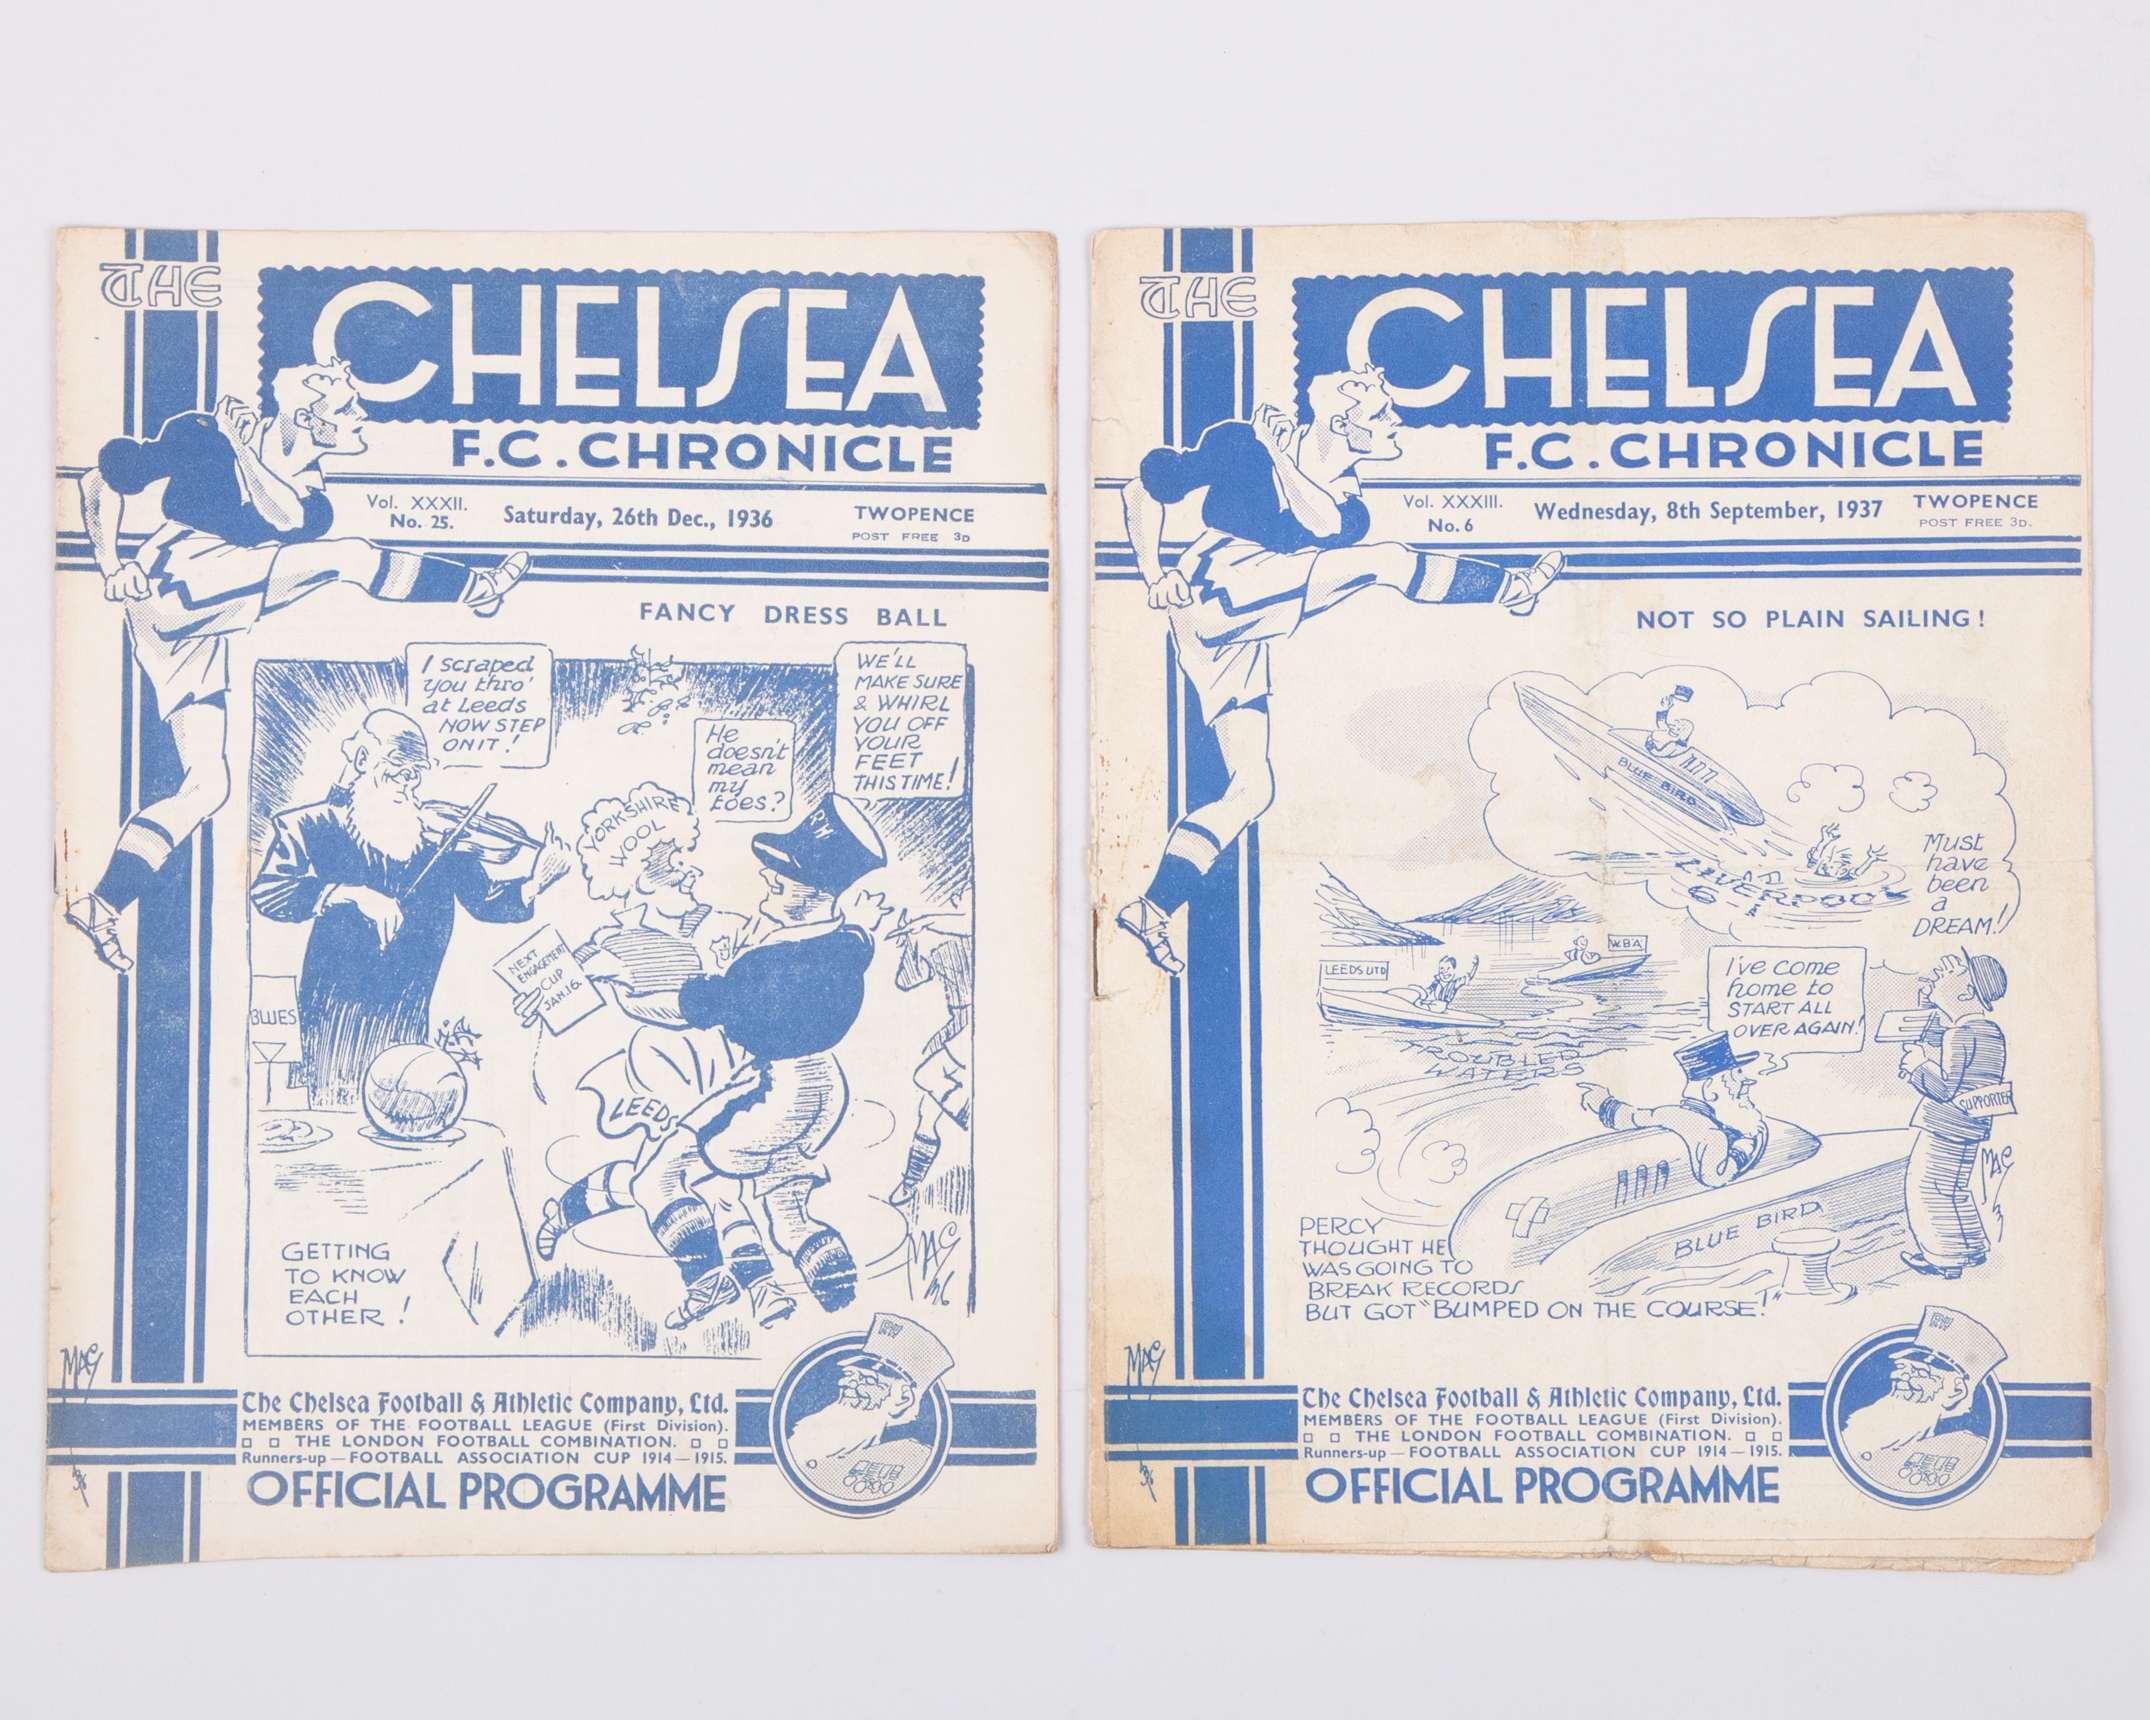 THE
CHELSEA
F.C. CHRONICLE
Vol. XXXII.
No. 25.
Saturday, 26th Dec., 1936
TWOPENCE
POST FREE 3D
FANCY DRESS BALL
I scraped
you thro'
at Leeds
NOW STEP
ON IT!
He
doesn't
mean
my
toes?
WE'LL
MAKE SURE
& WHIRL
YOU OFF
YOUR
FEET
THIS TIME!
YORKSHIRE
WOOL
NEXT
ENGAGEMENT
CUP
JAN.16.
BLUES
LEEDS
GETTING
TO KNOW
EACH
OTHER!
MAC
36
MAC
36
The Chelsea Football & Athletic Company, Ltd.
MEMBERS OF THE FOOTBALL LEAGUE (First Division).
THE LONDON FOOTBALL COMBINATION.
Runners-up — FOOTBALL ASSOCIATION CUP 1914—1915.
OFFICIAL PROGRAMME
THE
CHELSEA
F.C. CHRONICLE
Vol. XXXIII.
No. 6
Wednesday, 8th September, 1937
TWOPENCE
POST FREE 3D.
NOT SO PLAIN SAILING!
BLUE
BIRD
LIVERPOOL
6-1
Must
have
been
a
DREAM!
W.B.A
LEEDS UTD
I've come
home to
START ALL
OVER AGAIN!
TROUBLED
WATERS
SUPPORTER
MAC
BLUE BIRD
PERCY
THOUGHT HE
WAS GOING TO
BREAK RECORDS
BUT GOT "BUMPED ON THE COURSE!"
MAC
36
The Chelsea Football & Athletic Company, Ltd.
MEMBERS OF THE FOOTBALL LEAGUE (First Division).
THE LONDON FOOTBALL COMBINATION.
Runners-up — FOOTBALL ASSOCIATION CUP 1914—1915.
OFFICIAL PROGRAMME